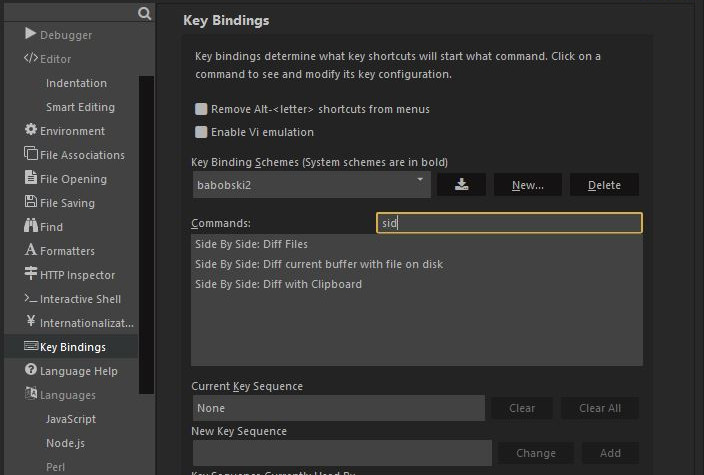 Debugger
Editor
Indentation
Smart Editing
Environment
File Associations
File Opening
File Saving
Find
Formatters
HTTP Inspector
Interactive Shell
Internationalizat...
Key Bindings
Language Help
Languages
JavaScript
Node.js
Perl
Key Bindings
Key bindings determine what key shortcuts will start what command. Click on a
command to see and modify its key configuration.
Remove Alt-<letter> shortcuts from menus
Enable Vi emulation
Key Binding Schemes (System schemes are in bold)
babobski2 New... Delete
Commands: sid
Side By Side: Diff Files
Side By Side: Diff current buffer with file on disk
Side By Side: Diff with Clipboard
Current Key Sequence
None Clear Clear All
New Key Sequence
Change Add
Key Sequence Currently Used By